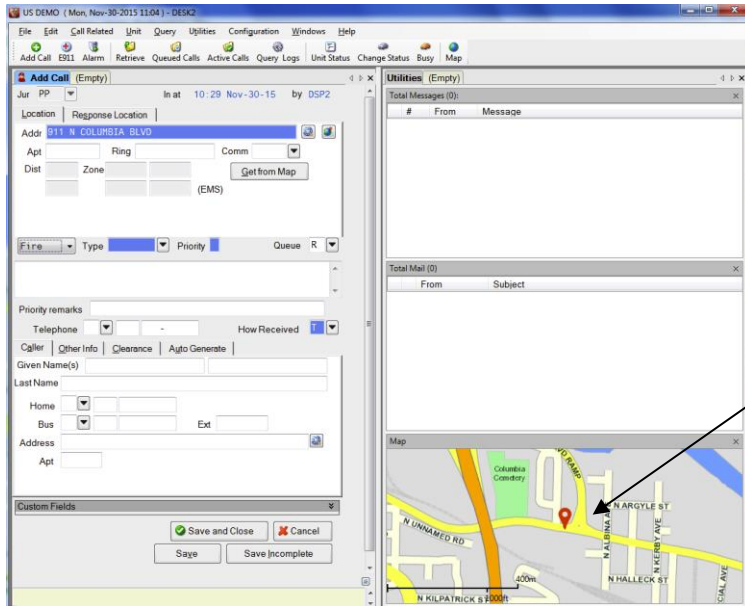 US DEMO ( Mon, Nov-30-2015 11:04 ) - DESK2
File Edit Call Related Unit Query Utilities Configuration Windows Help
Add Call E911 Alarm Retrieve Queued Calls Active Calls Query Logs Unit Status Change Status Busy Map
Add Call (Empty)
Jur PP In at 10:29 Nov-30-15 by DSP2
Location Response Location
Addr 911 N COLUMBIA BLVD
Apt Ring Comm
Dist Zone Get from Map
(EMS)
Fire Type Priority Queue R
Priority remarks
Telephone - How Received T
Caller Other Info Clearance Auto Generate
Given Name(s)
Last Name
Home
Bus Ext
Address
Apt
Custom Fields
Save and Close Cancel
Save Save Incomplete
Utilities (Empty)
Total Messages (0):
# From Message
Total Mail (0)
From Subject
Map
Columbia
Cemetery
VD RAMP
N ARGYLE ST
N UNNAMED RD
N ALBINA A
N KERBY AVE
400m
N HALLECK ST
N KILPATRICK ST
2000ft
CIAL AVE